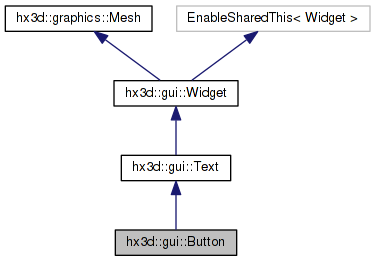 hx3d::graphics::Mesh
EnableSharedThis< Widget >
hx3d::gui::Widget
hx3d::gui::Text
hx3d::gui::Button